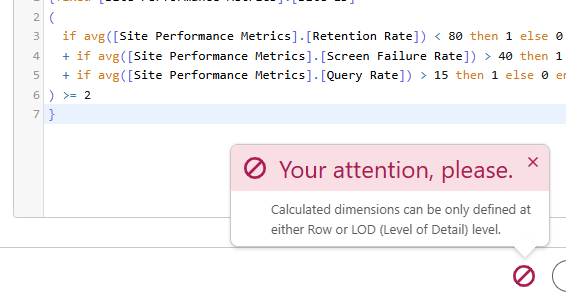 2 (
3 if avg([Site Performance Metrics].[Retention Rate]) < 80 then 1 else 0
4 + if avg([Site Performance Metrics].[Screen Failure Rate]) > 40 then 1
5 + if avg([Site Performance Metrics].[Query Rate]) > 15 then 1 else 0 en
6 ) >= 2
7 }
Your attention, please. ×
Calculated dimensions can be only defined at
either Row or LOD (Level of Detail) level.